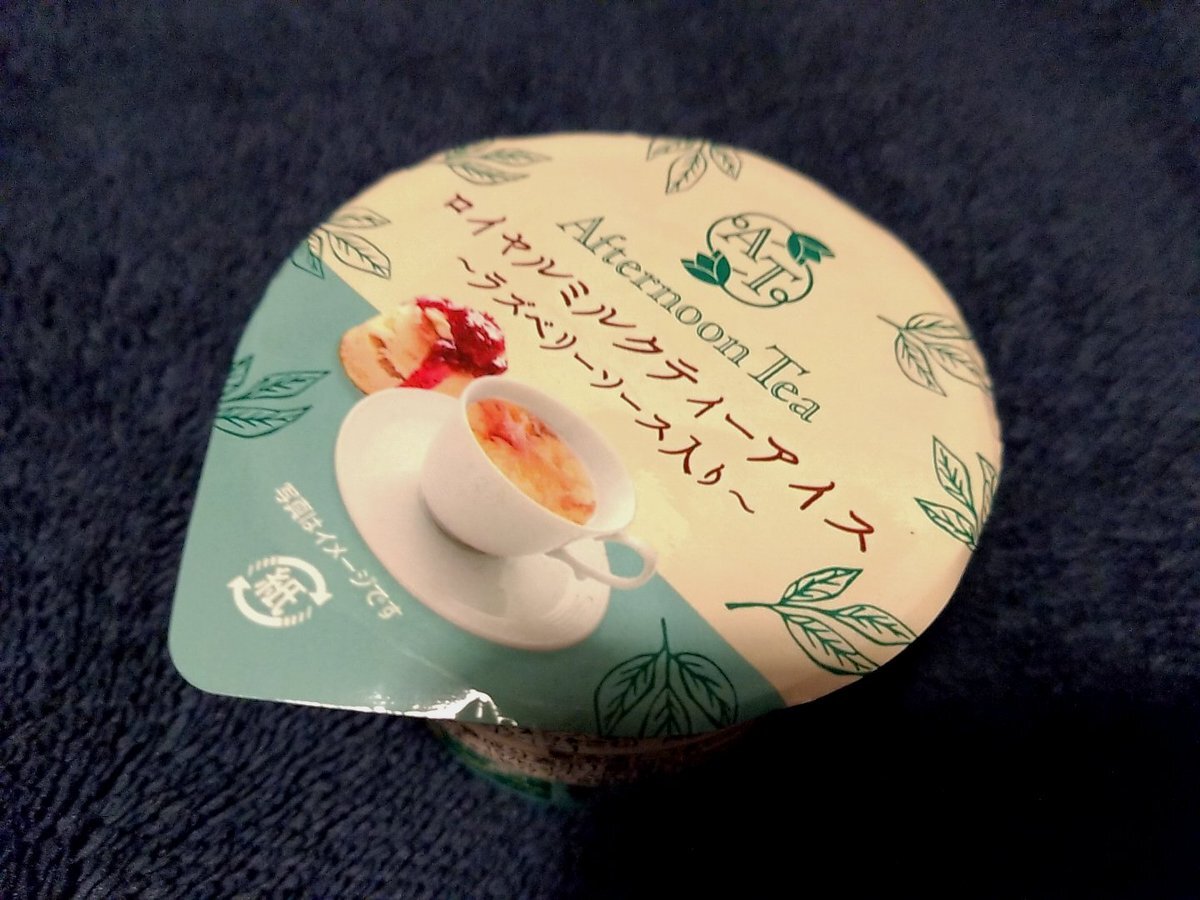 AT
Afternoon Tea
ロイヤルミルクティーアイス
~ラズベリーソース入り~
写真はイメージです
紙